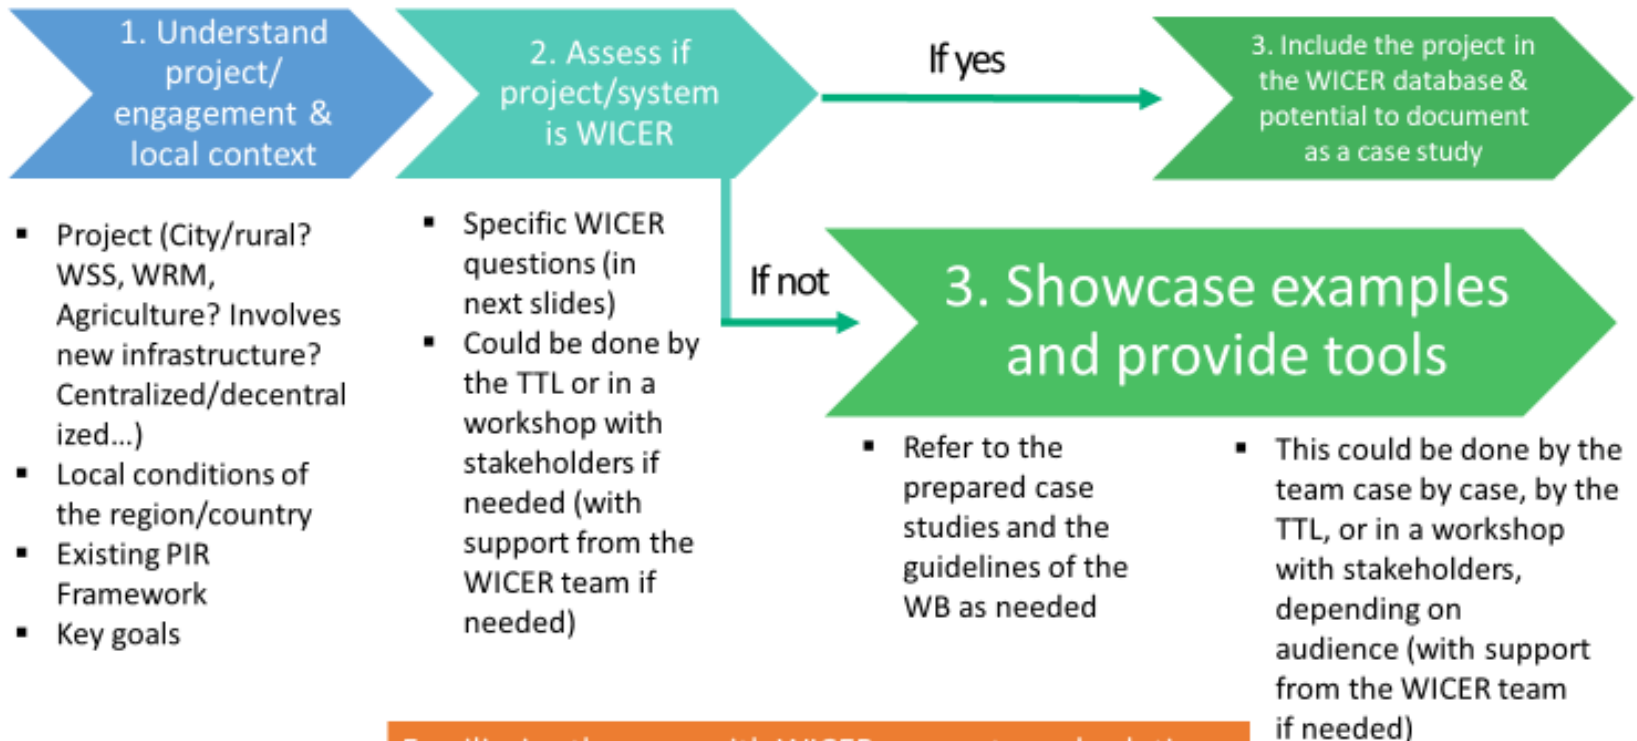 1. Understand
project/
engagement &
local context
2. Assess if
project/system
is WICER
If yes
3. Include the project in
the WICER database &
potential to document
as a case study
▪ Project (City/rural?
WSS, WRM,
Agriculture? Involves
new infrastructure?
Centralized/decentral
ized...)
▪ Local conditions of
the region/country
▪ Existing PIR
Framework
▪ Key goals
▪ Specific WICER
questions (in
next slides)
▪ Could be done by
the TTL or in a
workshop with
stakeholders if
needed (with
support from the
WICER team if
needed)
If not
3. Showcase examples
and provide tools
▪ Refer to the
prepared case
studies and the
guidelines of the
WB as needed
▪ This could be done by the
team case by case, by the
TTL, or in a workshop
with stakeholders,
depending on
audience (with support
from the WICER team
if needed)